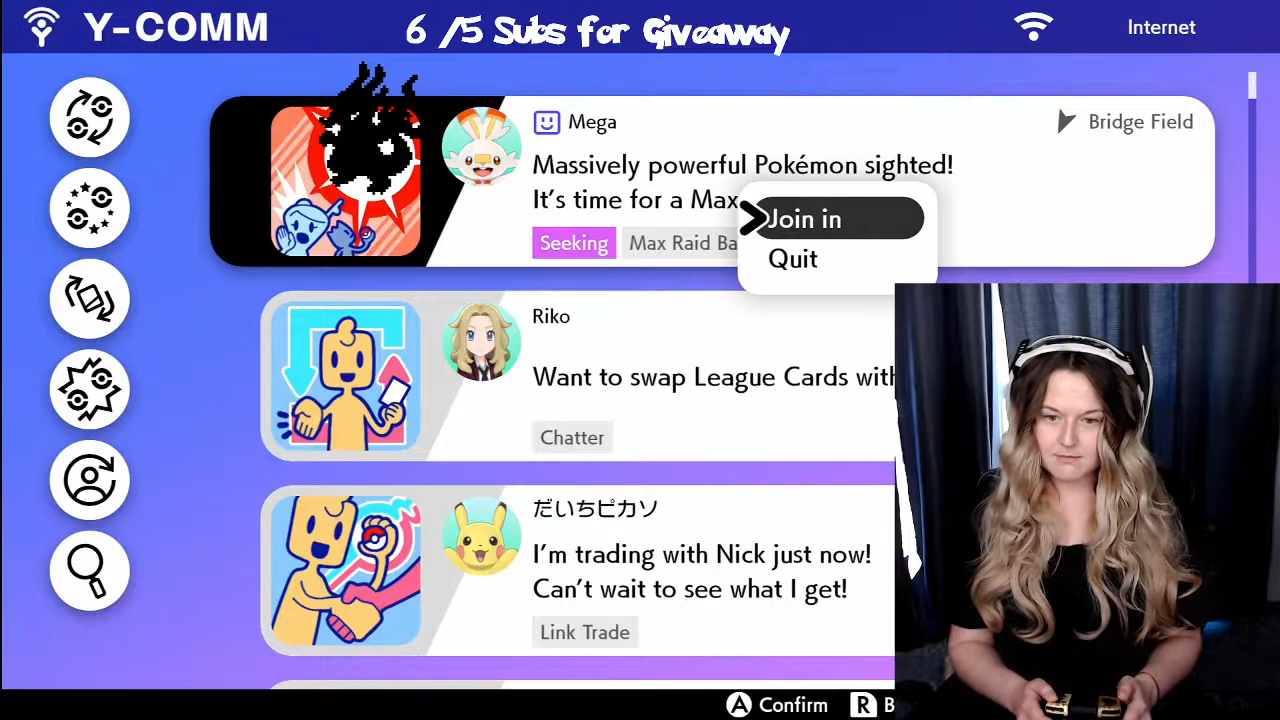 Y-COMM
6 /5 Subs for Giveaway
Internet
Mega
Bridge Field
Massively powerful Pokémon sighted!
It's time for a Max
Join in
Seeking
Max Raid Ba
Quit
Riko
Want to swap League Cards with
Chatter
だいちピカソ
I'm trading with Nick just now!
Can't wait to see what I get!
Link Trade
A Confirm
R B